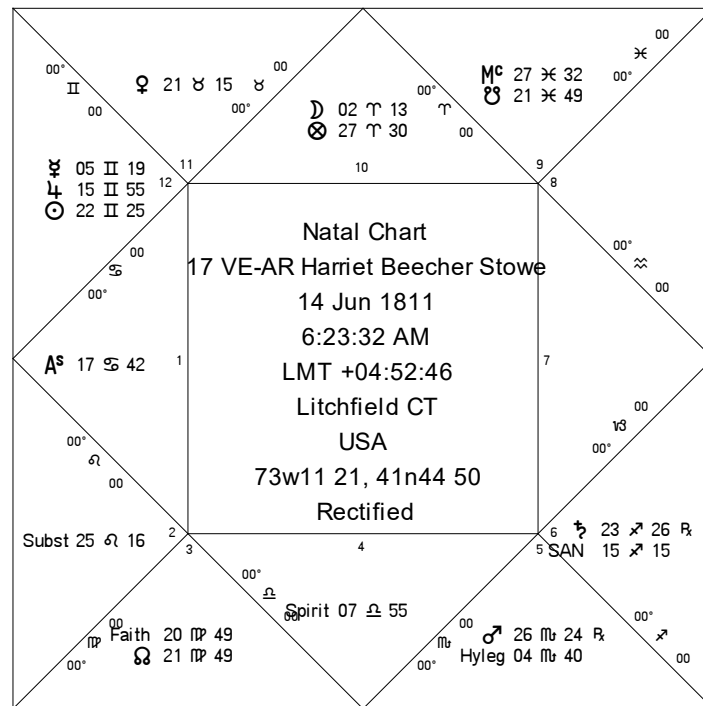 00
♓
00°
Mc 27 ♓ 32
☋ 21 ♓ 49
9
8
00
♉
00°
♀ 21 ♉ 15
11
00°
♊
00
☽ 02 ♈ 13
⊗ 27 ♈ 30
00°
♈
00
10
☿ 05 ♊ 19
♃ 15 ♊ 55
☉ 22 ♊ 25
12
00
♋
00°
Natal Chart
17 VE-AR Harriet Beecher Stowe
14 Jun 1811
6:23:32 AM
LMT +04:52:46
Litchfield CT
USA
73w11 21, 41n44 50
Rectified
00°
♒
00
As 17 ♋ 42
1
7
00°
♌
00
00
♑
00°
Subst 25 ♌ 16
2
3
4
6
5
♄ 23 ♐ 26 ℞
SAN 15 ♐ 15
00°
♎
00
Spirit 07 ♎ 55
00
♍
00°
Faith 20 ♍ 49
☊ 21 ♍ 49
00
♏
00°
♂ 26 ♏ 24 ℞
Hyleg 04 ♏ 40
00°
♐
00